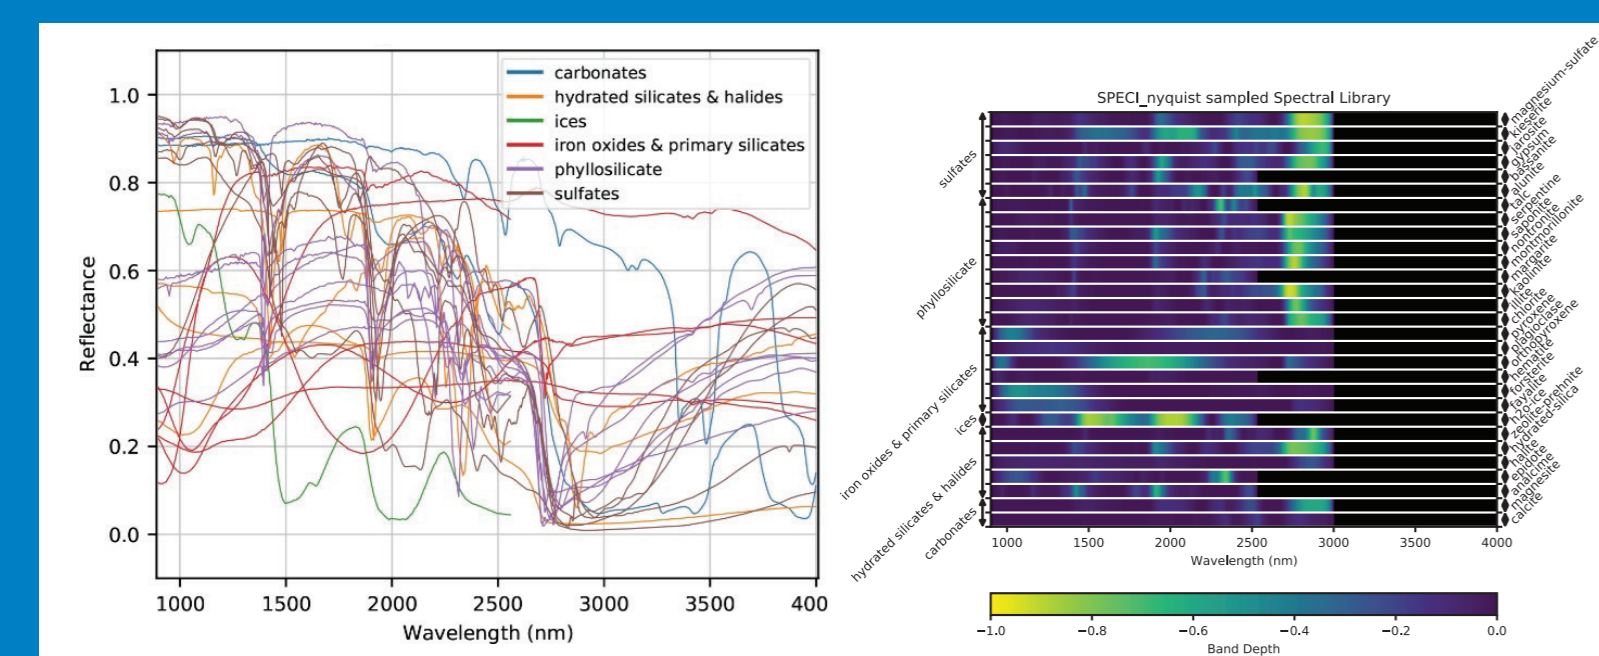 1.0
0.8
0.6
0.4
0.2
0.0
Reflectance
1000 1500 2000 2500 3000 3500 400
Wavelength (nm)
carbonates
hydrated silicates & halides
ices
iron oxides & primary silicates
phyllosilicate
sulfates
SPECI_nyquist sampled Spectral Library
sulfates
phyllosilicate
iron oxides & primary silicates
ices
hydrated silicates & halides
carbonates
magnesium-sulfate
kieserite
jarosite
gypsum
bassanite
alunite
talc
serpentine
saponite
nontronite
montmorillonite
margarite
kaolinite
illite
chlorite
pyroxene
plagioclase
orthopyroxene
hematite
forsterite
fayalite
h2o-ice
zeolite-prehnite
hydrated-silica
halite
epidote
analcime
magnesite
calcite
1000 1500 2000 2500 3000 3500 4000
Wavelength (nm)
−1.0 −0.8 −0.6 −0.4 −0.2 0.0
Band Depth